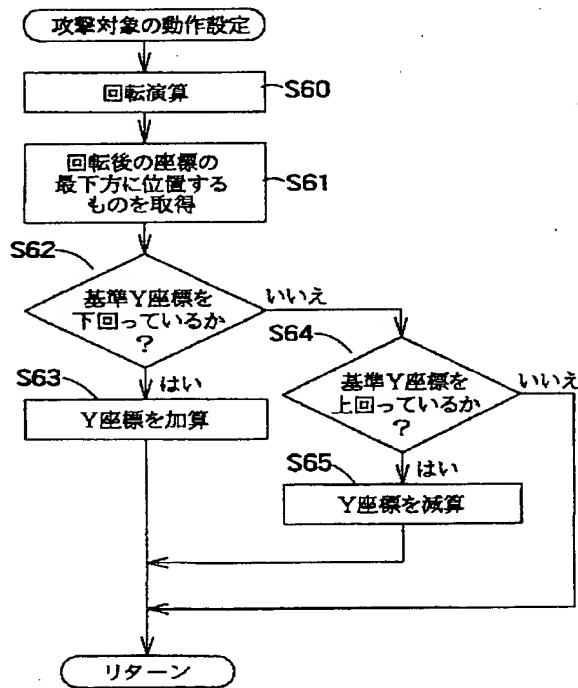 攻撃対象の動作設定
回転演算
S60
回転後の座標の
最下方に位置する
ものを取得
S61
S62
基準Y座標を
下回っているか
?
いいえ
S63
はい
Y座標を加算
S64
基準Y座標を
上回っているか
?
いいえ
S65
はい
Y座標を減算
リターン